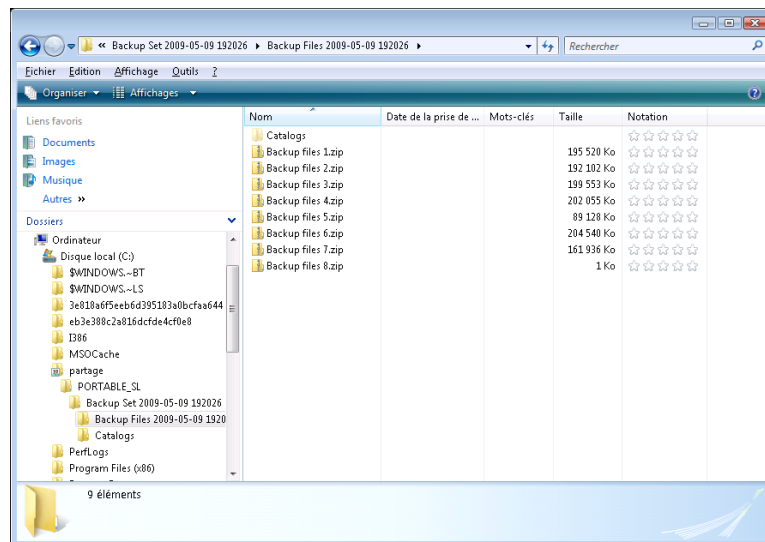 « Backup Set 2009-05-09 192026 Backup Files 2009-05-09 192026
Rechercher
Eichier Edition Affichage Outils ?
Organiser Affichages
Liens favoris
Documents
Images
Musique
Autres »
Dossiers
Ordinateur
Disque local (C:)
$WINDOWS.~BT
$WINDOWS.~LS
3e818a6f5eeb6d395183a0bcfaa644
eb3e388c2a816dcfde4cf0e8
I386
MSOCache
partage
PORTABLE_SL
Backup Set 2009-05-09 192026
Backup Files 2009-05-09 1920
Catalogs
PerfLogs
Program Files (x86)
Nom Date de la prise de ... Mots-clés Taille Notation
Catalogs
Backup files 1.zip 195 520 Ko
Backup files 2.zip 192 102 Ko
Backup files 3.zip 199 553 Ko
Backup files 4.zip 202 055 Ko
Backup files 5.zip 89 128 Ko
Backup files 6.zip 204 540 Ko
Backup files 7.zip 161 936 Ko
Backup files 8.zip 1 Ko
9 éléments